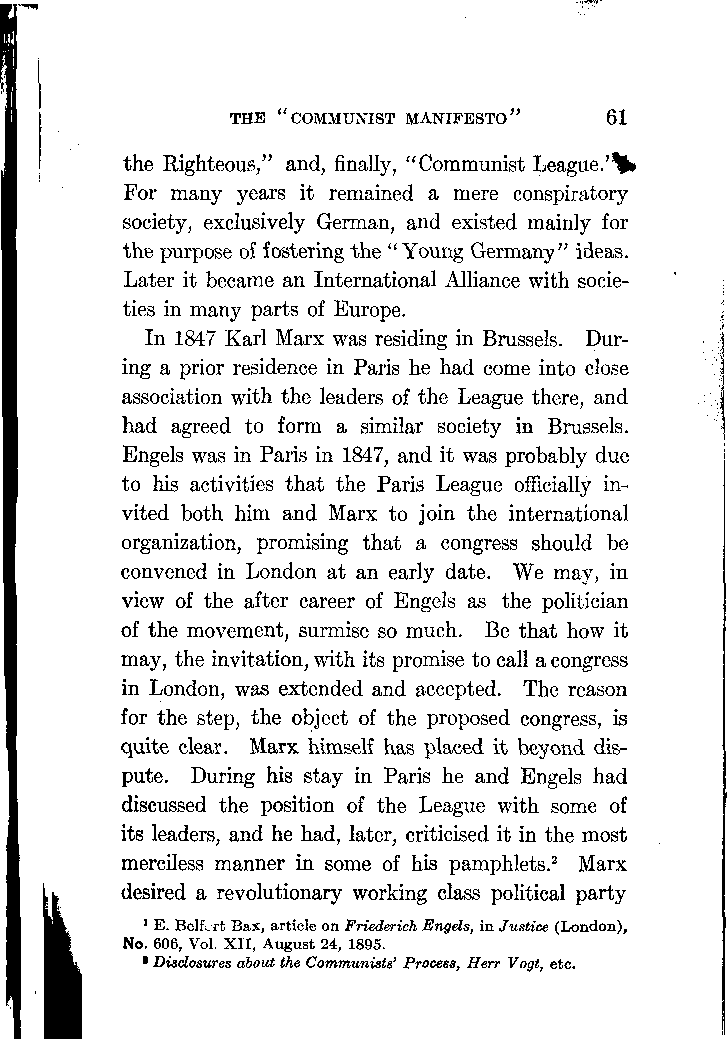 THE "COMMUNIST MANIFESTO" 61
the Righteous," and, finally, "Communist League.'
For many years it remained a mere conspiratory
society, exclusively German, and existed mainly for
the purpose of fostering the "Young Germany" ideas.
Later it became an International Alliance with socie-
ties in many parts of Europe.
In 1847 Karl Marx was residing in Brussels. Dur-
ing a prior residence in Paris he had come into close
association with the leaders of the League there, and
had agreed to form a similar society in Brussels.
Engels was in Paris in 1847, and it was probably due
to his activities that the Paris League officially in-
vited both him and Marx to join the international
organization, promising that a congress should be
convened in London at an early date. We may, in
view of the after career of Engels as the politician
of the movement, surmise so much. Be that how it
may, the invitation, with its promise to call a congress
in London, was extended and accepted. The reason
for the step, the object of the proposed congress, is
quite clear. Marx himself has placed it beyond dis-
pute. During his stay in Paris he and Engels had
discussed the position of the League with some of
its leaders, and he had, later, criticised it in the most
merciless manner in some of his pamphlets.² Marx
desired a revolutionary working class political party
¹ E. Belfort Bax, article on Friederich Engels, in Justice (London),
No. 606, Vol. XII, August 24, 1895.
² Disclosures about the Communists' Process, Herr Vogt, etc.